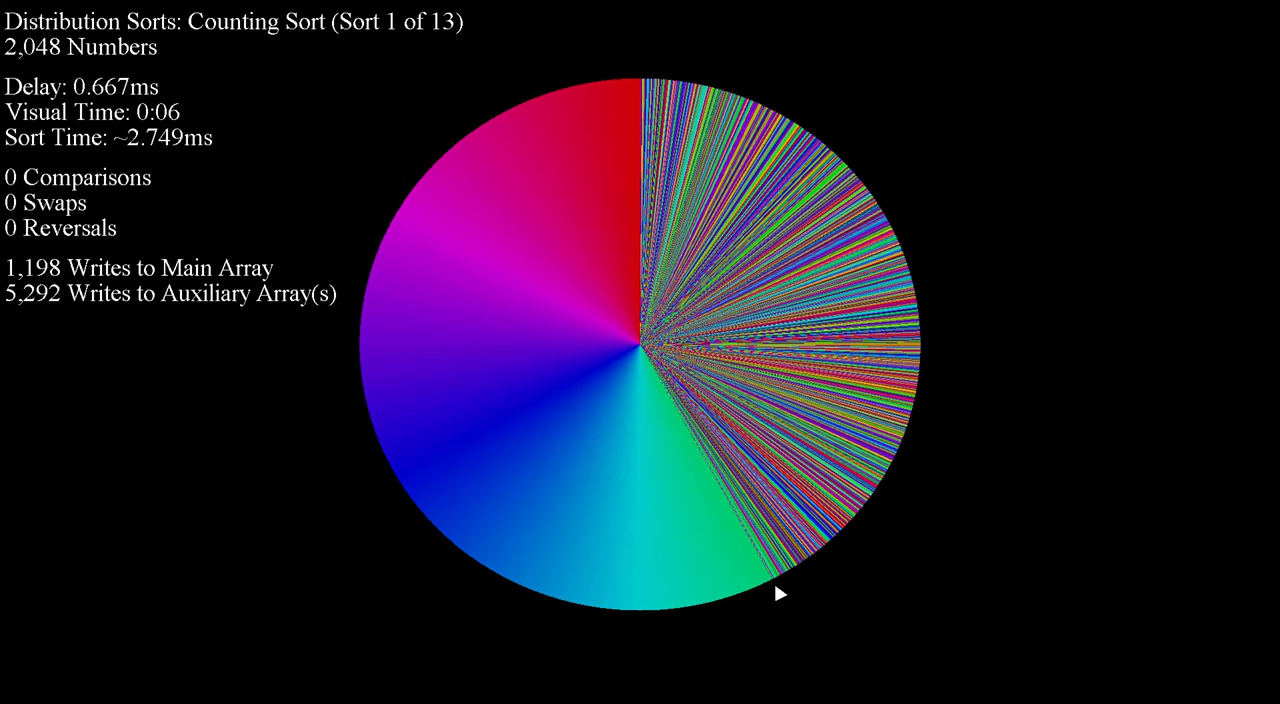 Distribution Sorts: Counting Sort (Sort 1 of 13)
2,048 Numbers
Delay: 0.667ms
Visual Time: 0:06
Sort Time: ~2.749ms
0 Comparisons
0 Swaps
0 Reversals
1,198 Writes to Main Array
5,292 Writes to Auxiliary Array(s)